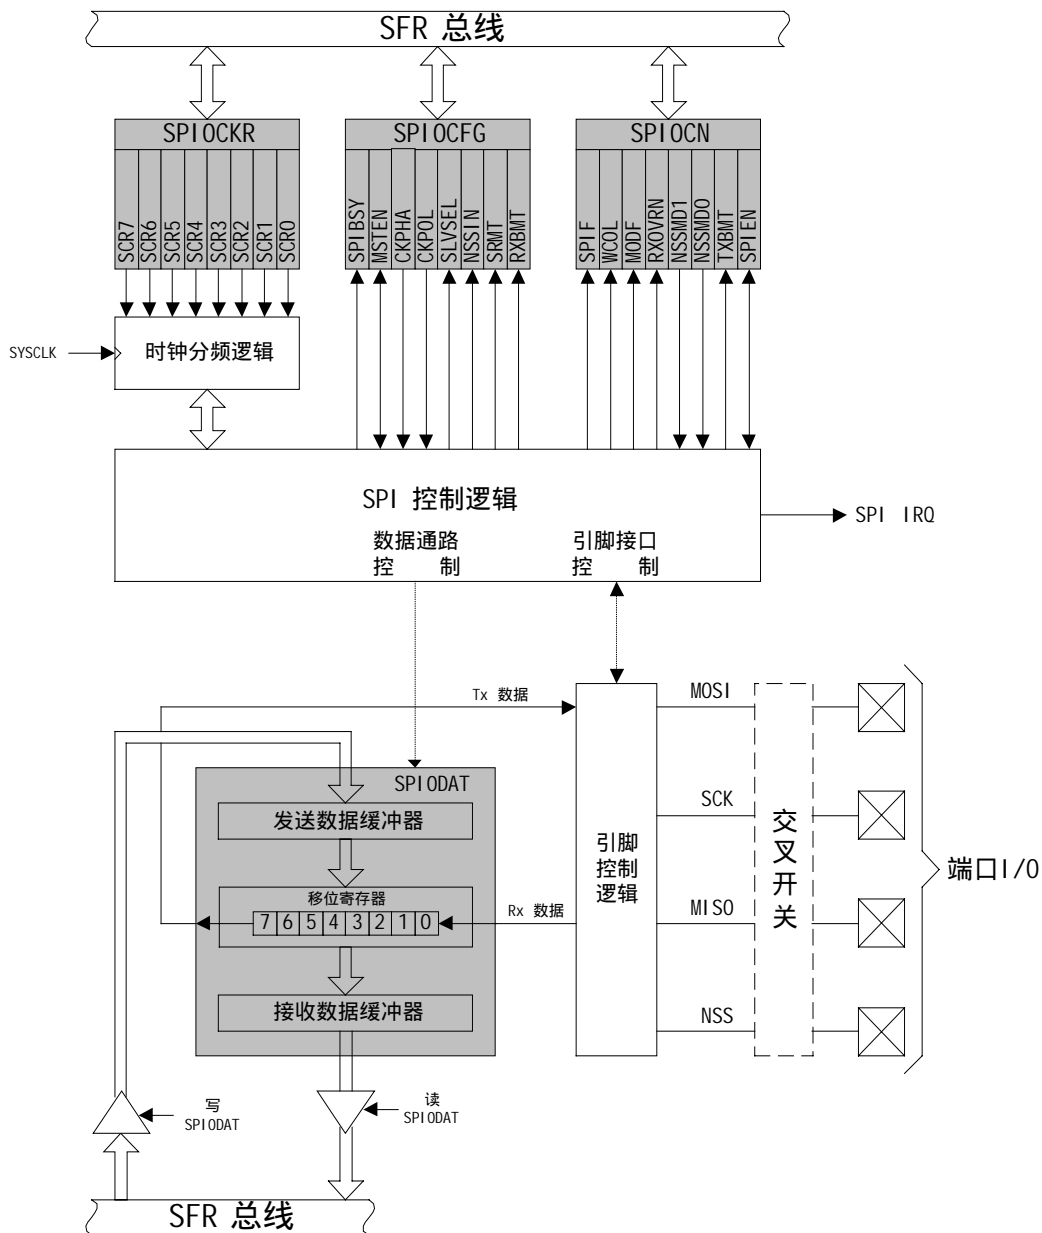 SFR 总线
SPI0CKR
SPI0CFG
SPI0CN
SCR7
SCR6
SCR5
SCR4
SCR3
SCR2
SCR1
SCR0
SPIBSY
MSTEN
CKPHA
CKPOL
SLVSEL
NSSIN
SRMT
RXBMT
SPIF
WCOL
MODF
RXOVRN
NSSMD1
NSSMD0
TXBMT
SPIEN
SYSCLK
时钟分频逻辑
SPI 控制逻辑
SPI IRQ
数据通路
控 制
引脚接口
控 制
Tx 数据
MOSI
SPI0DAT
发送数据缓冲器
SCK
交叉开关
引脚
控制
逻辑
端口I/O
移位寄存器
7 6 5 4 3 2 1 0
Rx 数据
MISO
接收数据缓冲器
NSS
写
SPI0DAT
读
SPI0DAT
SFR 总线